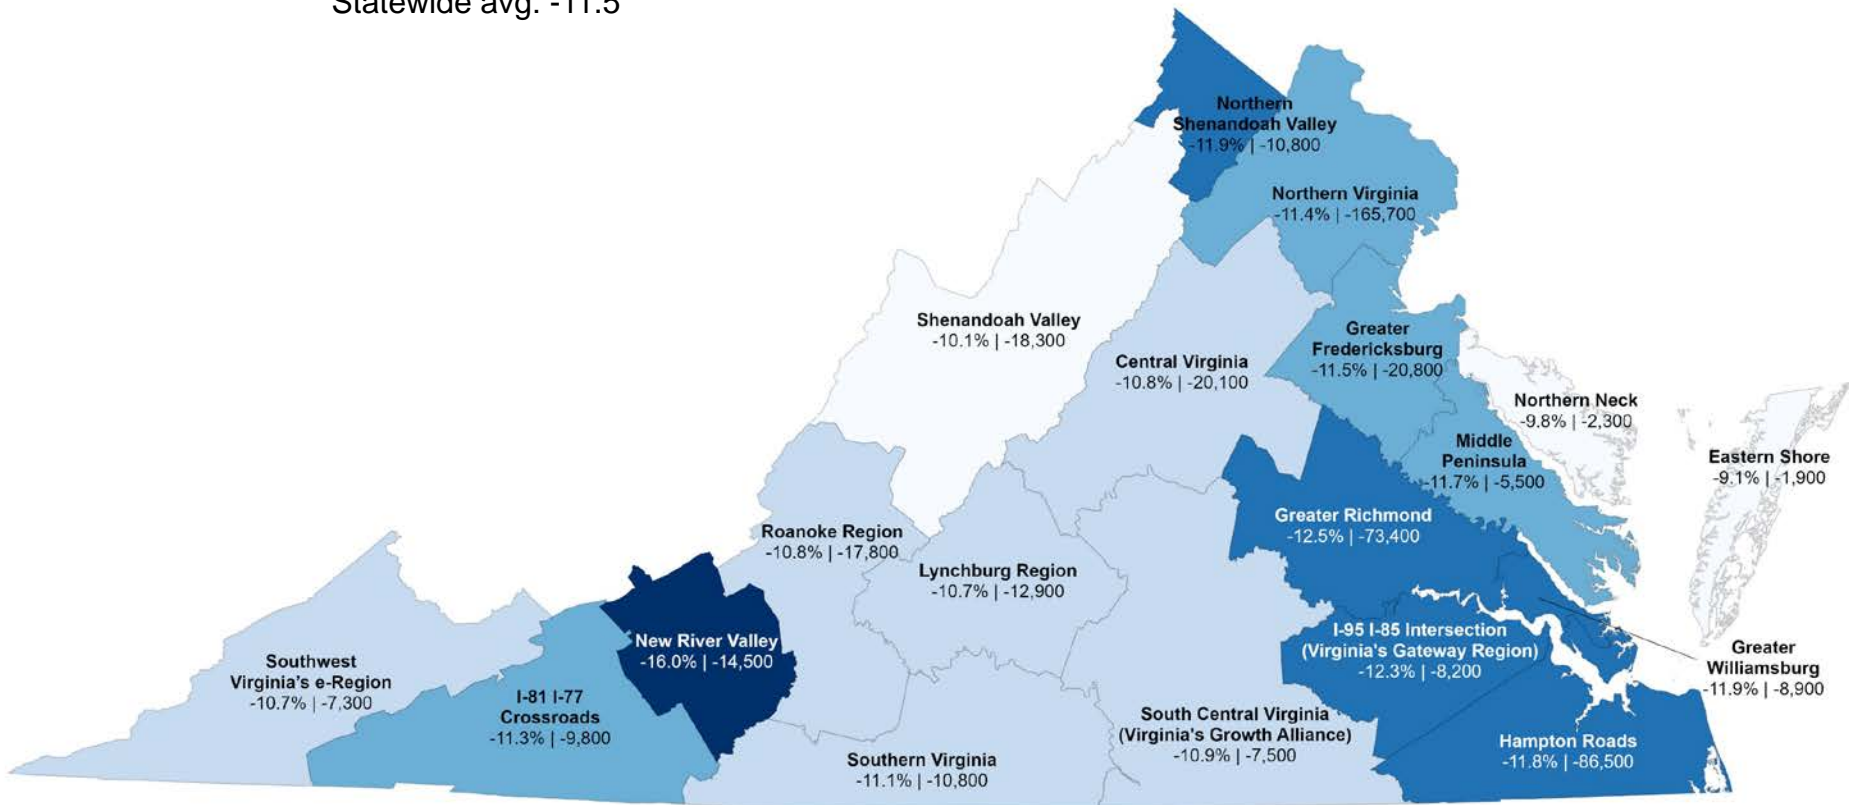 Statewide avg. -11.5
Northern
Shenandoah Valley
-11.9% | -10,800
Northern Virginia
-11.4% | -165,700
Shenandoah Valley
-10.1% | -18,300
Central Virginia
-10.8% | -20,100
Greater
Fredericksburg
-11.5% | -20,800
Northern Neck
-9.8% | -2,300
Middle
Peninsula
-11.7% | -5,500
Eastern Shore
-9.1% | -1,900
Roanoke Region
-10.8% | -17,800
Greater Richmond
-12.5% | -73,400
Lynchburg Region
-10.7% | -12,900
New River Valley
-16.0% | -14,500
I-95 I-85 Intersection
(Virginia's Gateway Region)
-12.3% | -8,200
Greater
Williamsburg
-11.9% | -8,900
Southwest
Virginia's e-Region
-10.7% | -7,300
I-81 I-77
Crossroads
-11.3% | -9,800
South Central Virginia
(Virginia's Growth Alliance)
-10.9% | -7,500
Southern Virginia
-11.1% | -10,800
Hampton Roads
-11.8% | -86,500